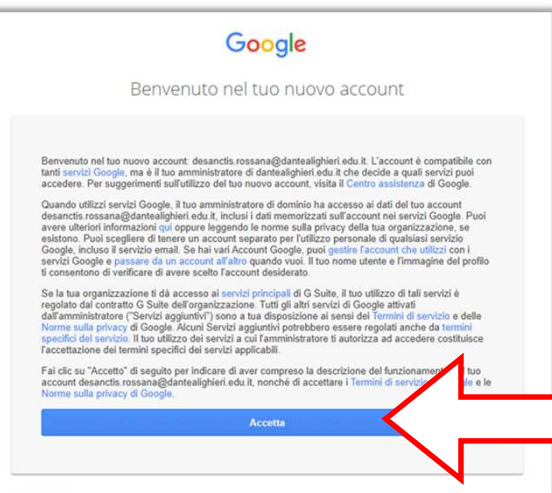 Google
Benvenuto nel tuo nuovo account
Benvenuto nel tuo nuovo account: desanctis.rossana@dantealighieri.edu.it. L'account è compatibile con
tanti servizi Google, ma è il tuo amministratore di dantealighieri.edu.it che decide a quali servizi puoi
accedere. Per suggerimenti sull'utilizzo del tuo nuovo account, visita il Centro assistenza di Google.
Quando utilizzi servizi Google, il tuo amministratore di dominio ha accesso ai dati del tuo account
desanctis.rossana@dantealighieri.edu.it, inclusi i dati memorizzati sull'account nei servizi Google. Puoi
avere ulteriori informazioni qui oppure leggendo le norme sulla privacy della tua organizzazione, se
esistono. Puoi scegliere di tenere un account separato per l'utilizzo personale di qualsiasi servizio
Google, incluso il servizio email. Se hai vari Account Google, puoi gestire l'account che utilizzi con i
servizi Google e passare da un account all'altro quando vuoi. Il tuo nome utente e l'immagine del profilo
ti consentono di verificare di avere scelto l'account desiderato.
Se la tua organizzazione ti dà accesso ai servizi principali di G Suite, il tuo utilizzo di tali servizi è
regolato dal contratto G Suite dell'organizzazione. Tutti gli altri servizi di Google attivati
dall'amministratore ("Servizi aggiuntivi") sono a tua disposizione ai sensi dei Termini di servizio e delle
Norme sulla privacy di Google. Alcuni Servizi aggiuntivi potrebbero essere regolati anche da termini
specifici del servizio. Il tuo utilizzo dei servizi a cui l'amministratore ti autorizza ad accedere costituisce
l'accettazione dei termini specifici dei servizi applicabili.
Fai clic su "Accetto" di seguito per indicare di aver compreso la descrizione del tuo
account desanctis.rossana@dantealighieri.edu.it, nonché di accettare i Termini di e le
Norme sulla privacy di Google.
Accetta